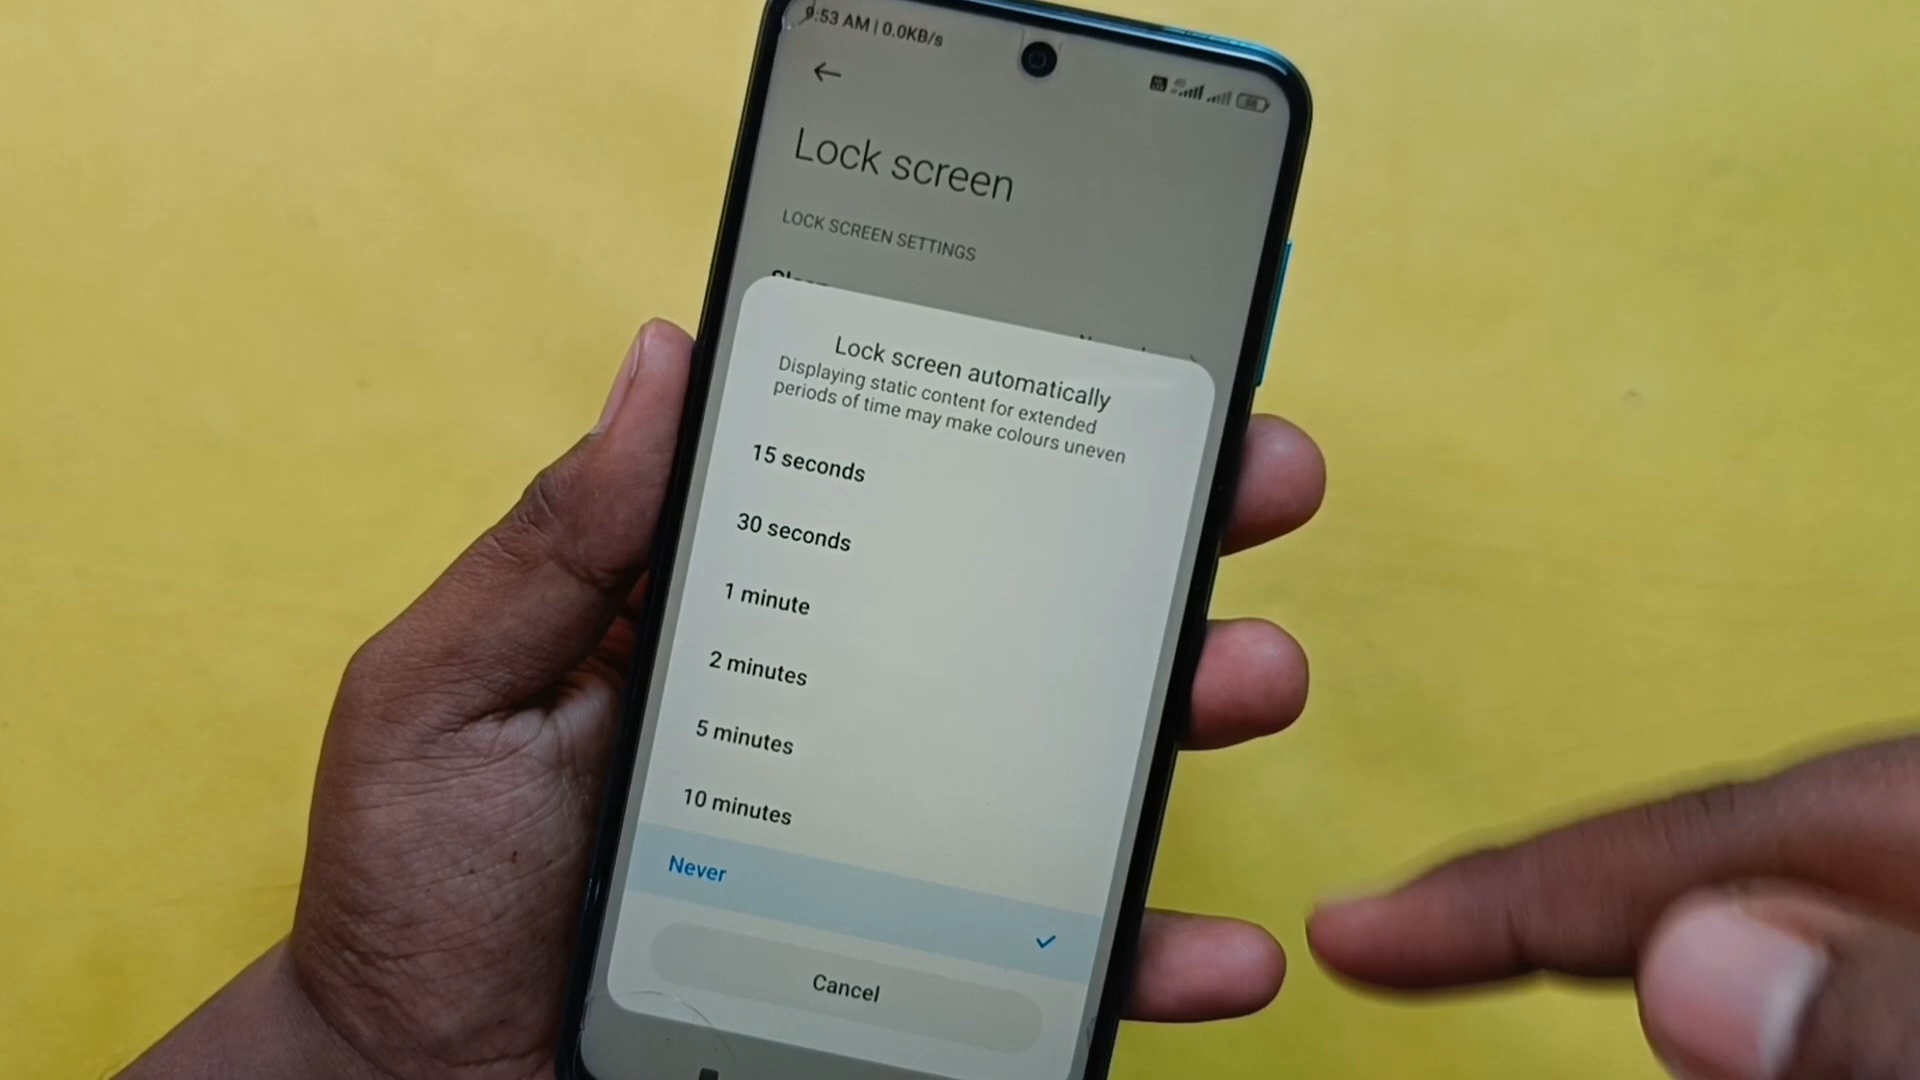 9:53 AM | 0.0KB/s
Lock screen
LOCK SCREEN SETTINGS
Lock screen automatically
Displaying static content for extended
periods of time may make colours uneven
15 seconds
30 seconds
1 minute
2 minutes
5 minutes
10 minutes
Never
Cancel